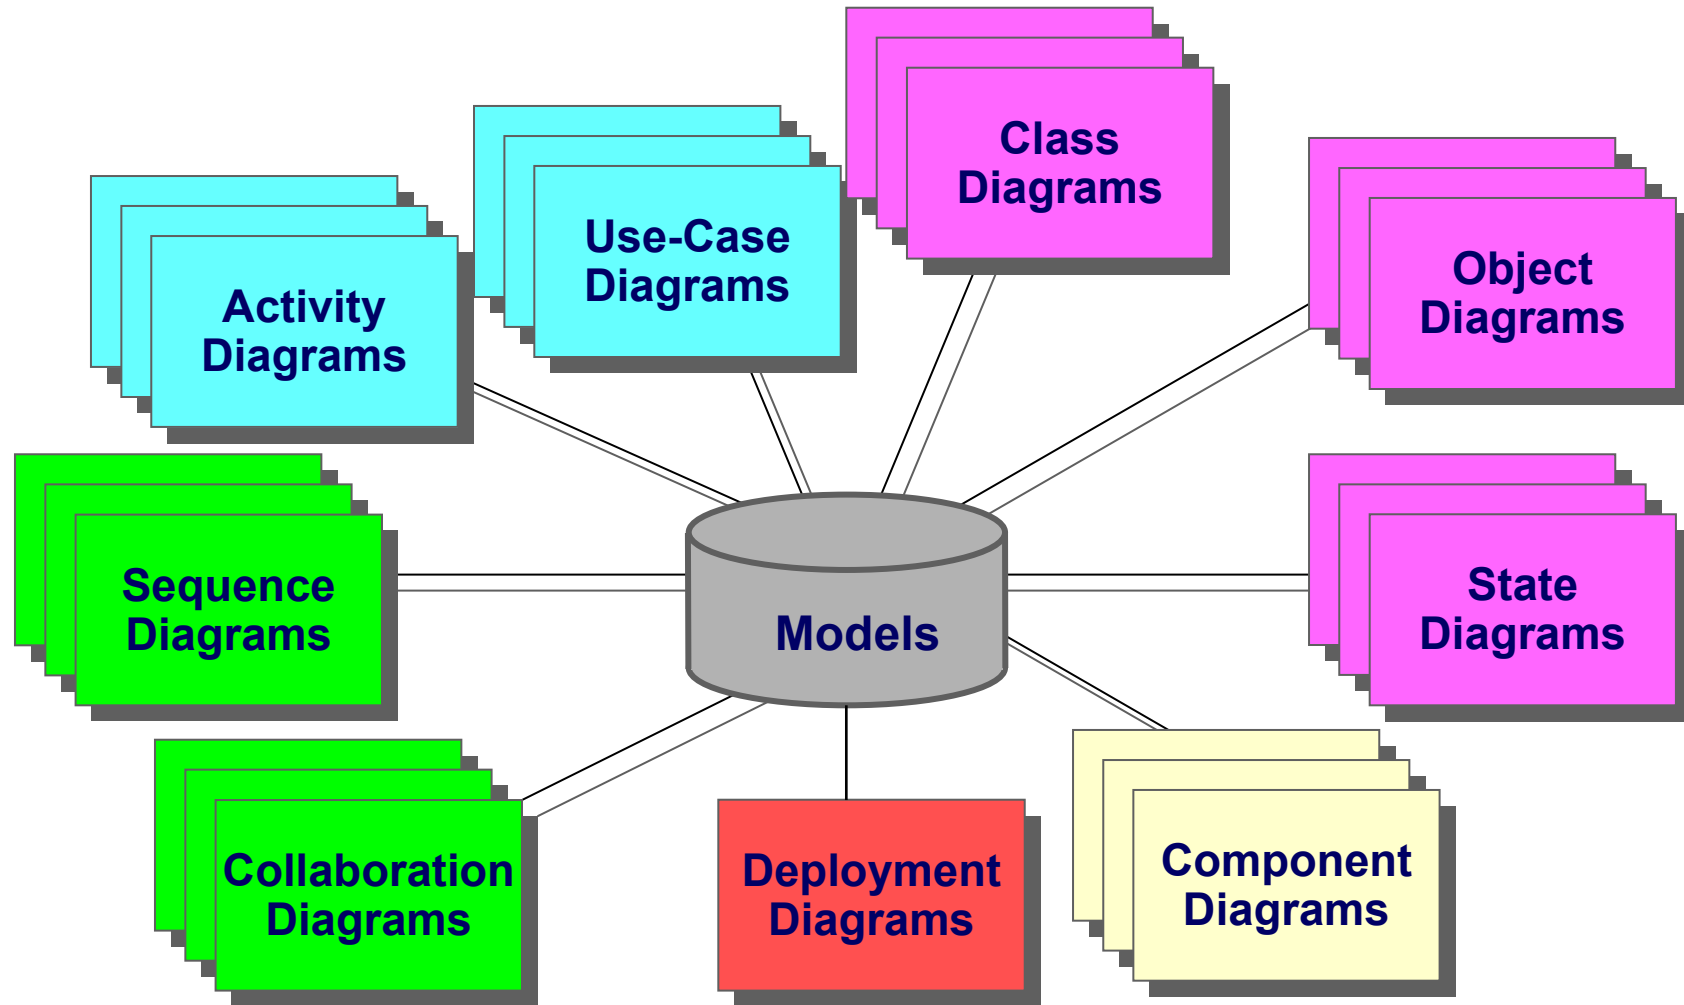 Class
Diagrams
Use-Case
Diagrams
Object
Diagrams
Activity
Diagrams
Sequence
Diagrams
Models
State
Diagrams
Collaboration
Diagrams
Deployment
Diagrams
Component
Diagrams